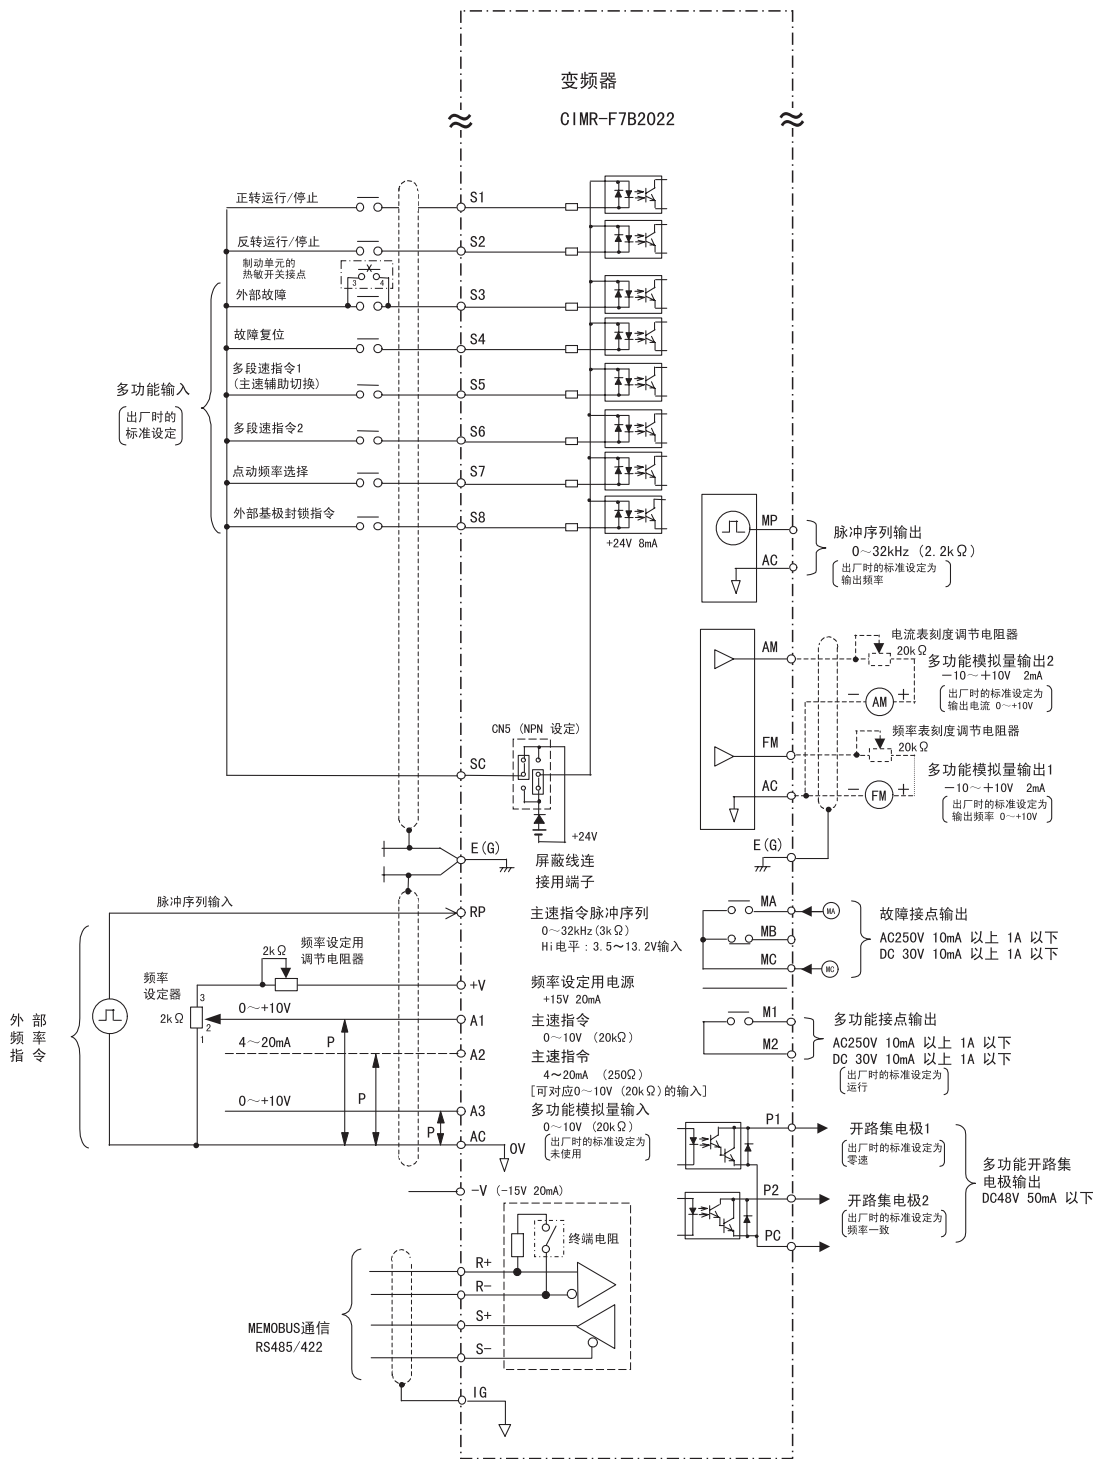 变频器
CIMR-F7B2022
正转运行/停止
S1
反转运行/停止
S2
制动单元的
热敏开关接点
X
3
4
外部故障
S3
故障复位
S4
多段速指令1
(主速辅助切换)
S5
多功能输入
出厂时的
标准设定
多段速指令2
S6
点动频率选择
S7
外部基极封锁指令
S8
+24V 8mA
MP
脉冲序列输出
0～32kHz (2.2kΩ)
AC
出厂时的标准设定为
输出频率
AM
电流表刻度调节电阻器
20kΩ
多功能模拟量输出2
－10～＋10V 2mA
出厂时的标准设定为
输出电流 0～+10V
－
AM
＋
CN5 (NPN 设定)
FM
频率表刻度调节电阻器
20kΩ
SC
多功能模拟量输出1
AC
－10～＋10V 2mA
－
FM
＋
出厂时的标准设定为
输出频率 0～+10V
+24V
E(G)
E(G)
屏蔽线连
接用端子
脉冲序列输入
RP
主速指令脉冲序列
0～32kHz(3kΩ)
Hi电平：3.5～13.2V输入
MA
MA
故障接点输出
MB
AC250V 10mA 以上 1A 以下
DC 30V 10mA 以上 1A 以下
MC
MC
2kΩ
频率设定用
调节电阻器
频率
设定器
+V
频率设定用电源
+15V 20mA
3
2kΩ
2
1
0～+10V
A1
主速指令
0～10V (20kΩ)
外部
频率
指令
P
4～20mA
A2
主速指令
4～20mA (250Ω)
[可对应0～10V (20kΩ)的输入]
M1
多功能接点输出
M2
AC250V 10mA 以上 1A 以下
DC 30V 10mA 以上 1A 以下
出厂时的标准设定为
运行
P
0～+10V
A3
多功能模拟量输入
0～10V (20kΩ)
出厂时的标准设定为
未使用
P
AC
0V
P1
开路集电极1
出厂时的标准设定为
零速
多功能开路集
电极输出
DC48V 50mA 以下
-V (-15V 20mA)
P2
开路集电极2
出厂时的标准设定为
频率一致
PC
终端电阻
R+
R-
MEMOBUS通信
RS485/422
S+
S-
IG